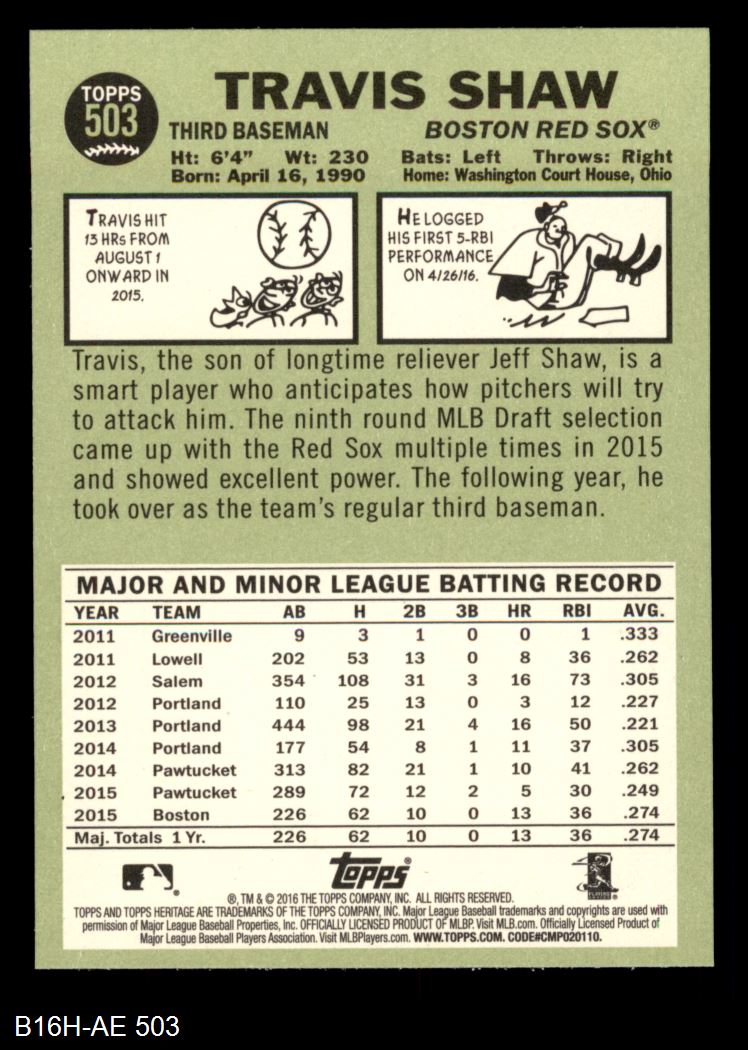 TOPPS
503
TRAVIS SHAW
THIRD BASEMAN BOSTON RED SOX®
Ht: 6'4" Wt: 230 Bats: Left Throws: Right
Born: April 16, 1990 Home: Washington Court House, Ohio
TRAVIS HIT
13 HRs FROM
AUGUST 1
ONWARD IN
2015.
HE LOGGED
HIS FIRST 5-RBI
PERFORMANCE
ON 4/26/16.
Travis, the son of longtime reliever Jeff Shaw, is a
smart player who anticipates how pitchers will try
to attack him. The ninth round MLB Draft selection
came up with the Red Sox multiple times in 2015
and showed excellent power. The following year, he
took over as the team's regular third baseman.
MAJOR AND MINOR LEAGUE BATTING RECORD
YEAR TEAM AB H 2B 3B HR RBI AVG.
2011 Greenville 9 3 1 0 0 1 .333
2011 Lowell 202 53 13 0 8 36 .262
2012 Salem 354 108 31 3 16 73 .305
2012 Portland 110 25 13 0 3 12 .227
2013 Portland 444 98 21 4 16 50 .221
2014 Portland 177 54 8 1 11 37 .305
2014 Pawtucket 313 82 21 1 10 41 .262
2015 Pawtucket 289 72 12 2 5 30 .249
2015 Boston 226 62 10 0 13 36 .274
Maj. Totals 1 Yr. 226 62 10 0 13 36 .274
Topps®
®, TM & © 2016 THE TOPPS COMPANY, INC. ALL RIGHTS RESERVED.
TOPPS AND TOPPS HERITAGE ARE TRADEMARKS OF THE TOPPS COMPANY, INC. Major League Baseball trademarks and copyrights are used with
permission of Major League Baseball Properties, Inc. OFFICIALLY LICENSED PRODUCT OF MLBP. Visit MLB.com. Officially Licensed Product of
Major League Baseball Players Association. Visit MLBPlayers.com. WWW.TOPPS.COM. CODE#CMP020110.
B16H-AE 503